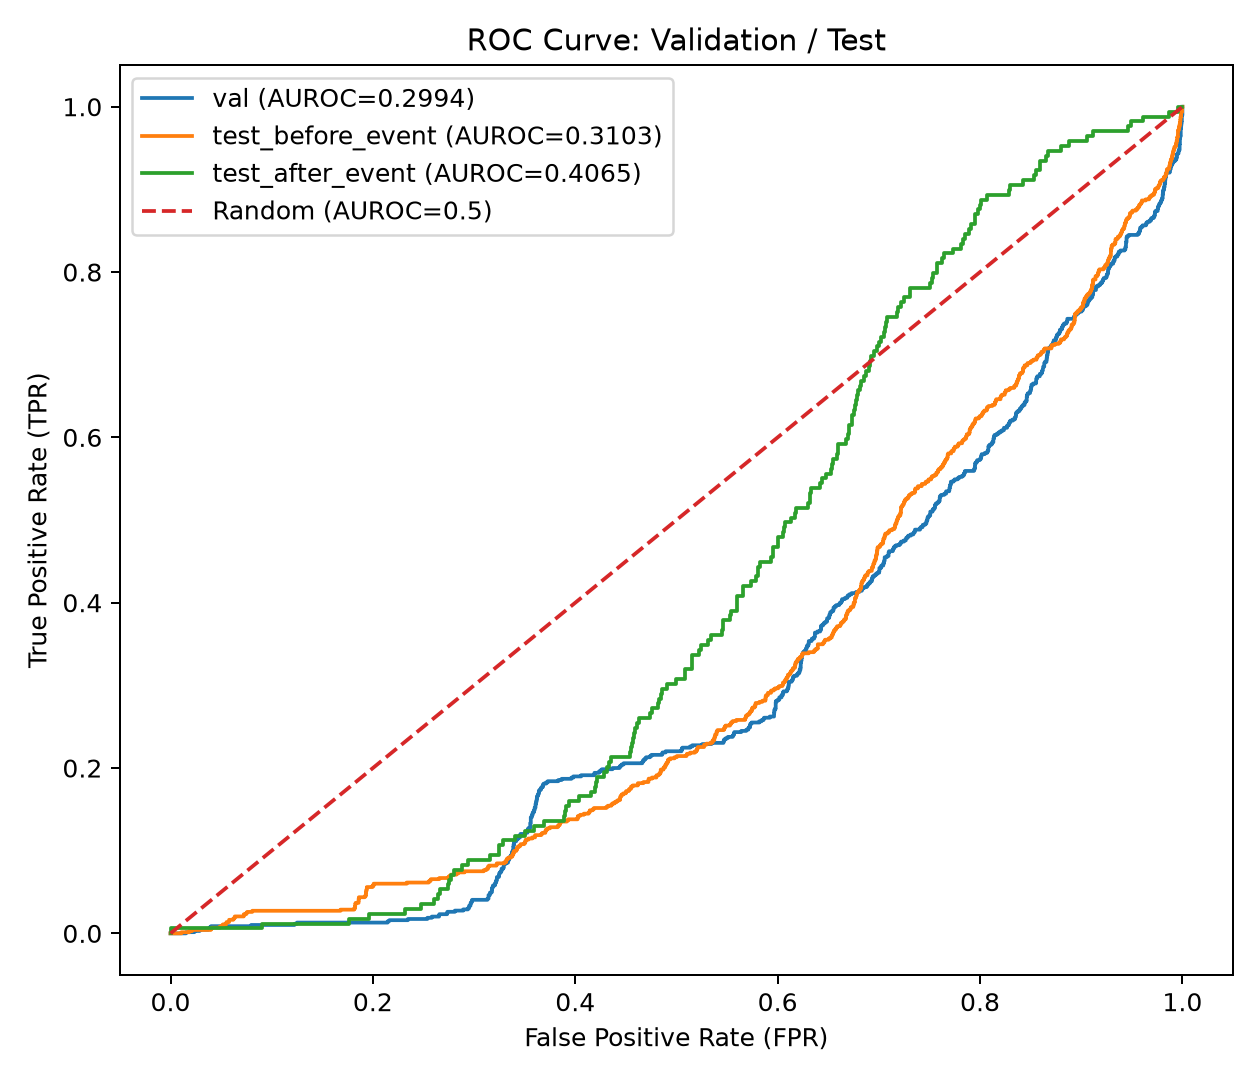 ROC Curve: Validation / Test
val (AUROC=0.2994)
test_before_event (AUROC=0.3103)
test_after_event (AUROC=0.4065)
Random (AUROC=0.5)
True Positive Rate (TPR)
1.0
0.8
0.6
0.4
0.2
0.0
0.0 0.2 0.4 0.6 0.8 1.0
False Positive Rate (FPR)